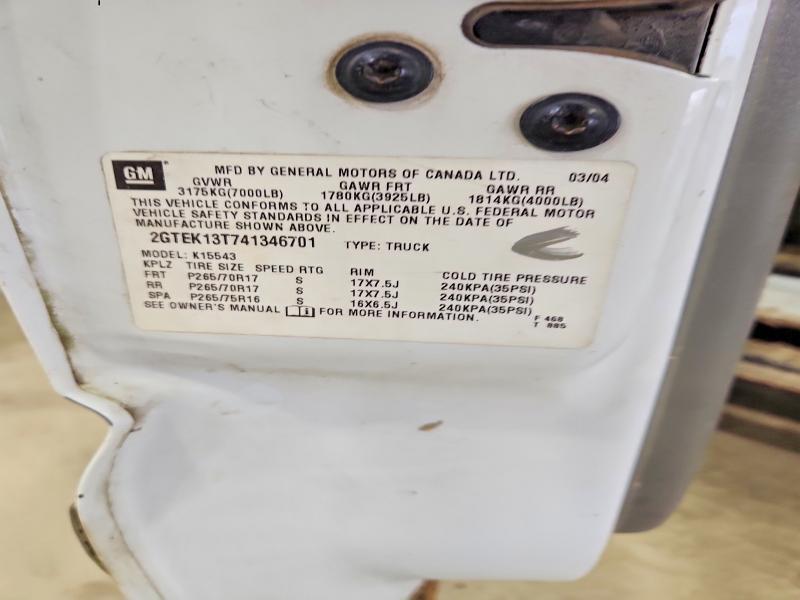 GM
MFD BY GENERAL MOTORS OF CANADA LTD. 03/04
GVWR GAWR FRT GAWR RR
3175KG(7000LB) 1780KG(3925LB) 1814KG(4000LB)
THIS VEHICLE CONFORMS TO ALL APPLICABLE U.S. FEDERAL MOTOR
VEHICLE SAFETY STANDARDS IN EFFECT ON THE DATE OF
MANUFACTURE SHOWN ABOVE.
2GTEK13T741346701 TYPE: TRUCK
MODEL: K15543
KPLZ TIRE SIZE SPEED RTG RIM COLD TIRE PRESSURE
FRT P265/70R17 S 17X7.5J 240KPA(35PSI)
RR P265/70R17 S 17X7.5J 240KPA(35PSI)
SPA P265/75R16 S 16X6.5J 240KPA(35PSI)
SEE OWNER'S MANUAL FOR MORE INFORMATION.
F 468
T 885